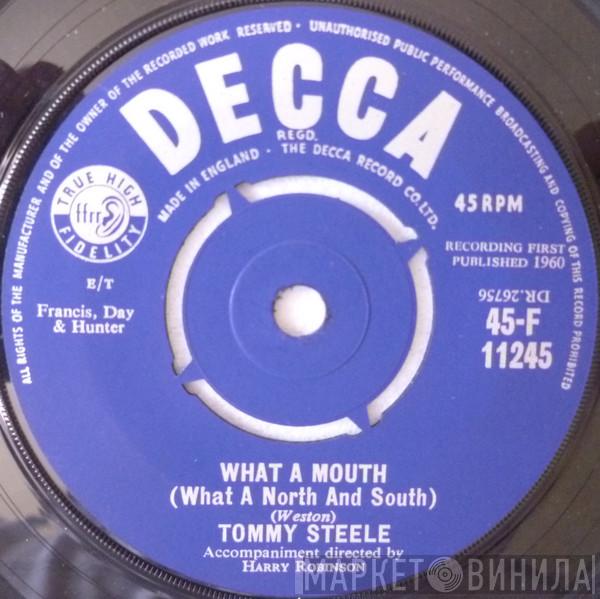 ALL RIGHTS OF THE MANUFACTURER AND OF THE OWNER OF THE RECORDED WORK RESERVED · UNAUTHORISED PUBLIC PERFORMANCE BROADCASTING AND COPYING OF THIS RECORD PROHIBITED
DECCA
REGD.
MADE IN ENGLAND · THE DECCA RECORD CO. LTD.
TRUE HIGH
ffrr
FIDELITY
45 RPM
RECORDING FIRST
PUBLISHED 1960
E/T
Francis, Day
& Hunter
DR.26756
45-F
11245
WHAT A MOUTH
(What A North And South)
(Weston)
TOMMY STEELE
Accompaniment directed by
HARRY ROBINSON
МАРКЕТ ВИНИЛА